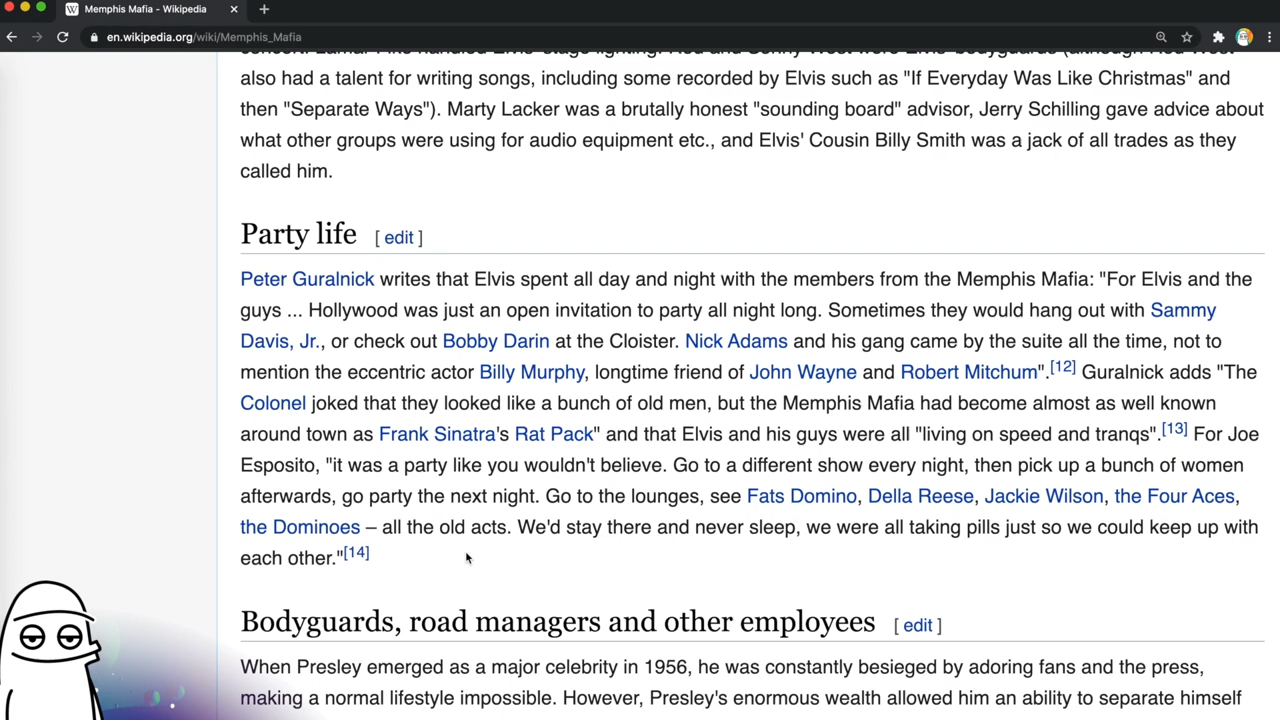 Memphis Mafia - Wikipedia
en.wikipedia.org/wiki/Memphis_Mafia
also had a talent for writing songs, including some recorded by Elvis such as "If Everyday Was Like Christmas" and
then "Separate Ways"). Marty Lacker was a brutally honest "sounding board" advisor, Jerry Schilling gave advice about
what other groups were using for audio equipment etc., and Elvis' Cousin Billy Smith was a jack of all trades as they
called him.
Party life [ edit ]
Peter Guralnick writes that Elvis spent all day and night with the members from the Memphis Mafia: "For Elvis and the
guys ... Hollywood was just an open invitation to party all night long. Sometimes they would hang out with Sammy
Davis, Jr., or check out Bobby Darin at the Cloister. Nick Adams and his gang came by the suite all the time, not to
mention the eccentric actor Billy Murphy, longtime friend of John Wayne and Robert Mitchum".[12] Guralnick adds "The
Colonel joked that they looked like a bunch of old men, but the Memphis Mafia had become almost as well known
around town as Frank Sinatra's Rat Pack" and that Elvis and his guys were all "living on speed and tranqs".[13] For Joe
Esposito, "it was a party like you wouldn't believe. Go to a different show every night, then pick up a bunch of women
afterwards, go party the next night. Go to the lounges, see Fats Domino, Della Reese, Jackie Wilson, the Four Aces,
the Dominoes – all the old acts. We'd stay there and never sleep, we were all taking pills just so we could keep up with
each other."[14]
Bodyguards, road managers and other employees [ edit ]
When Presley emerged as a major celebrity in 1956, he was constantly besieged by adoring fans and the press,
making a normal lifestyle impossible. However, Presley's enormous wealth allowed him an ability to separate himself